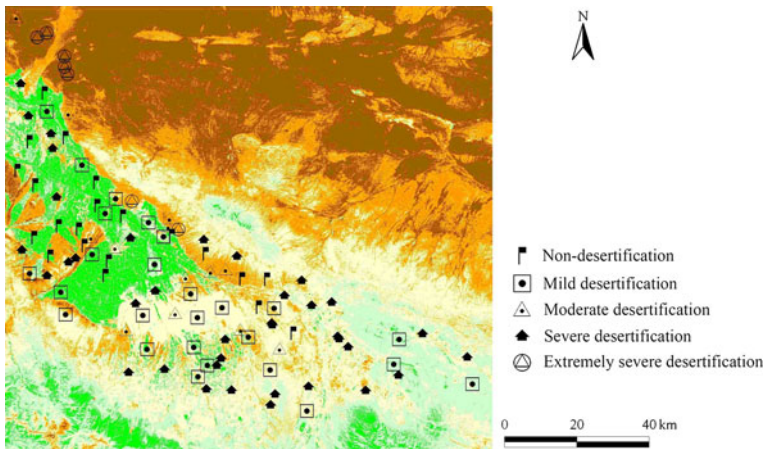 N
Non-desertification
Mild desertification
Moderate desertification
Severe desertification
Extremely severe desertification
0 20 40 km